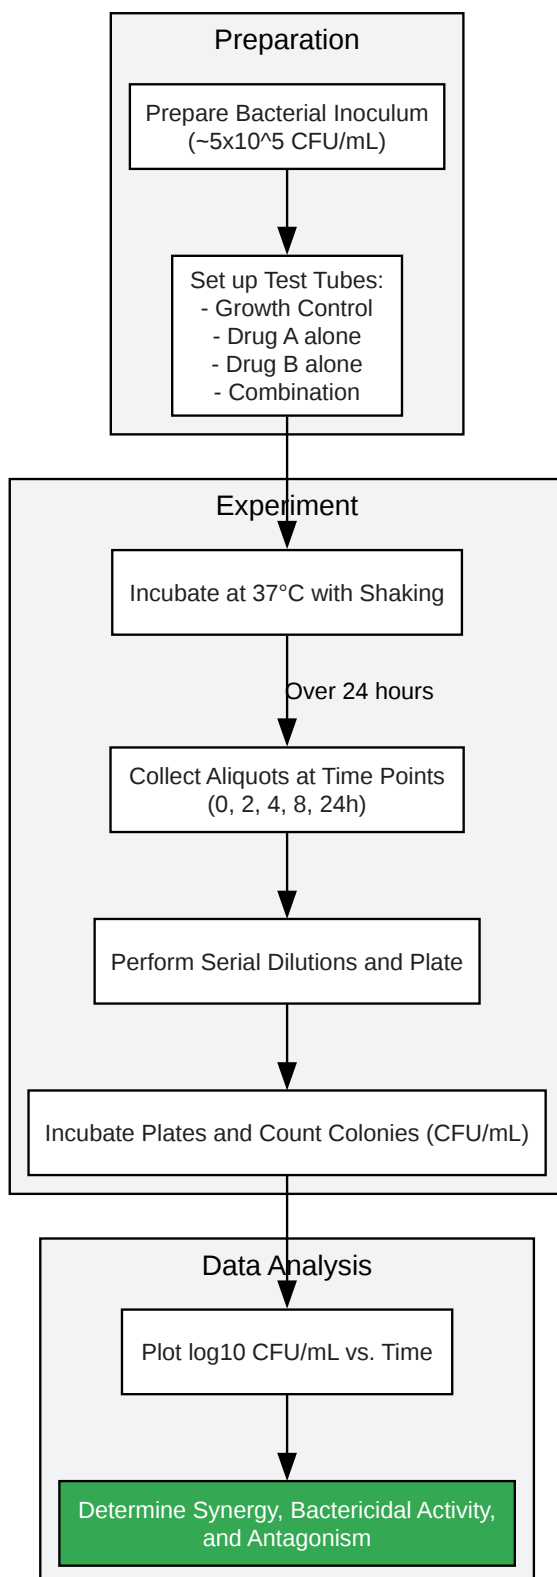 Preparation
Prepare Bacterial Inoculum
(~5x10^5 CFU/mL)
Set up Test Tubes:
- Growth Control
- Drug A alone
- Drug B alone
- Combination
Experiment
Incubate at 37°C with Shaking
Over 24 hours
Collect Aliquots at Time Points
(0, 2, 4, 8, 24h)
Perform Serial Dilutions and Plate
Incubate Plates and Count Colonies (CFU/mL)
Data Analysis
Plot log10 CFU/mL vs. Time
Determine Synergy, Bactericidal Activity,
and Antagonism